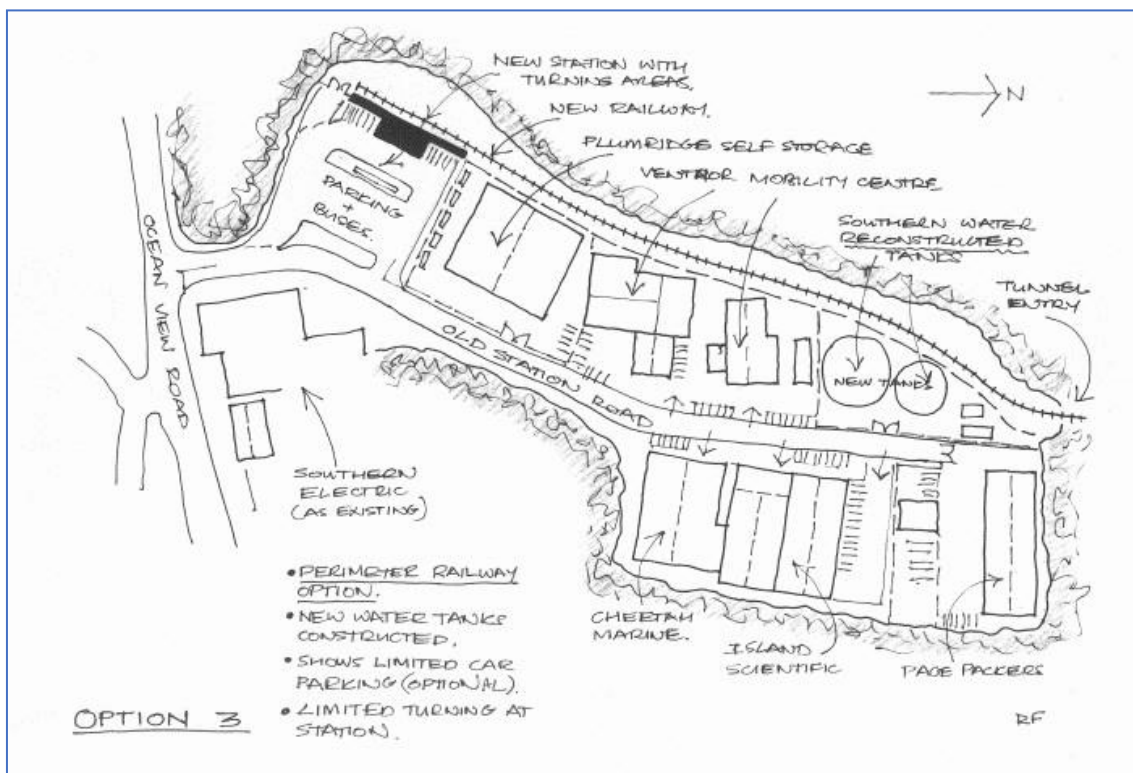 NEW STATION WITH
TURNING AREAS.
N
NEW RAILWAY.
PLUMRIDGE SELF STORAGE
VENTNOR MOBILITY CENTRE
SOUTHERN WATER
RECONSTRUCTED
TANKS
TUNNEL
ENTRY
PARKING
+
BUSES.
OCEAN VIEW ROAD
OLD STATION ROAD
NEW TANKS
SOUTHERN
ELECTRIC
(AS EXISTING)
• PERIMETER RAILWAY
OPTION.
• NEW WATER TANKS
CONSTRUCTED.
• SHOWS LIMITED CAR
PARKING (OPTIONAL).
• LIMITED TURNING AT
STATION.
CHEETAH
MARINE.
ISLAND
SCIENTIFIC
PAGE PACKERS
OPTION 3
RF